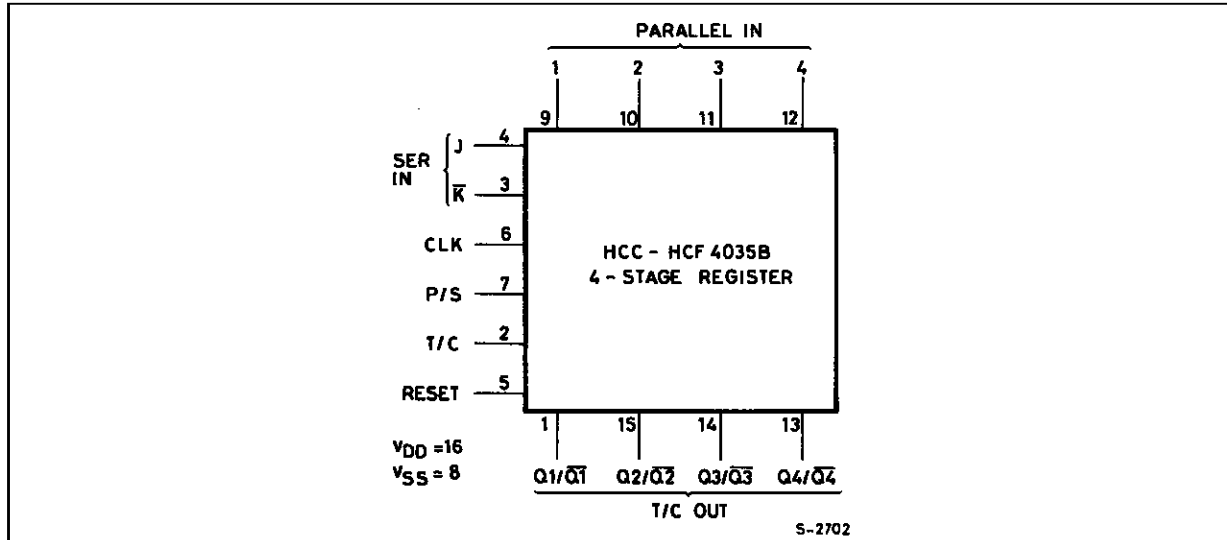 PARALLEL IN
1 2 3 4
9 10 11 12
SER IN J 4
K̅ 3
CLK 6
P/S 7
T/C 2
RESET 5
HCC - HCF 4035B
4 - STAGE REGISTER
1 15 14 13
VDD = 16
VSS = 8
Q1/Q̅1̅ Q2/Q̅2̅ Q3/Q̅3̅ Q4/Q̅4̅
T/C OUT
S-2702